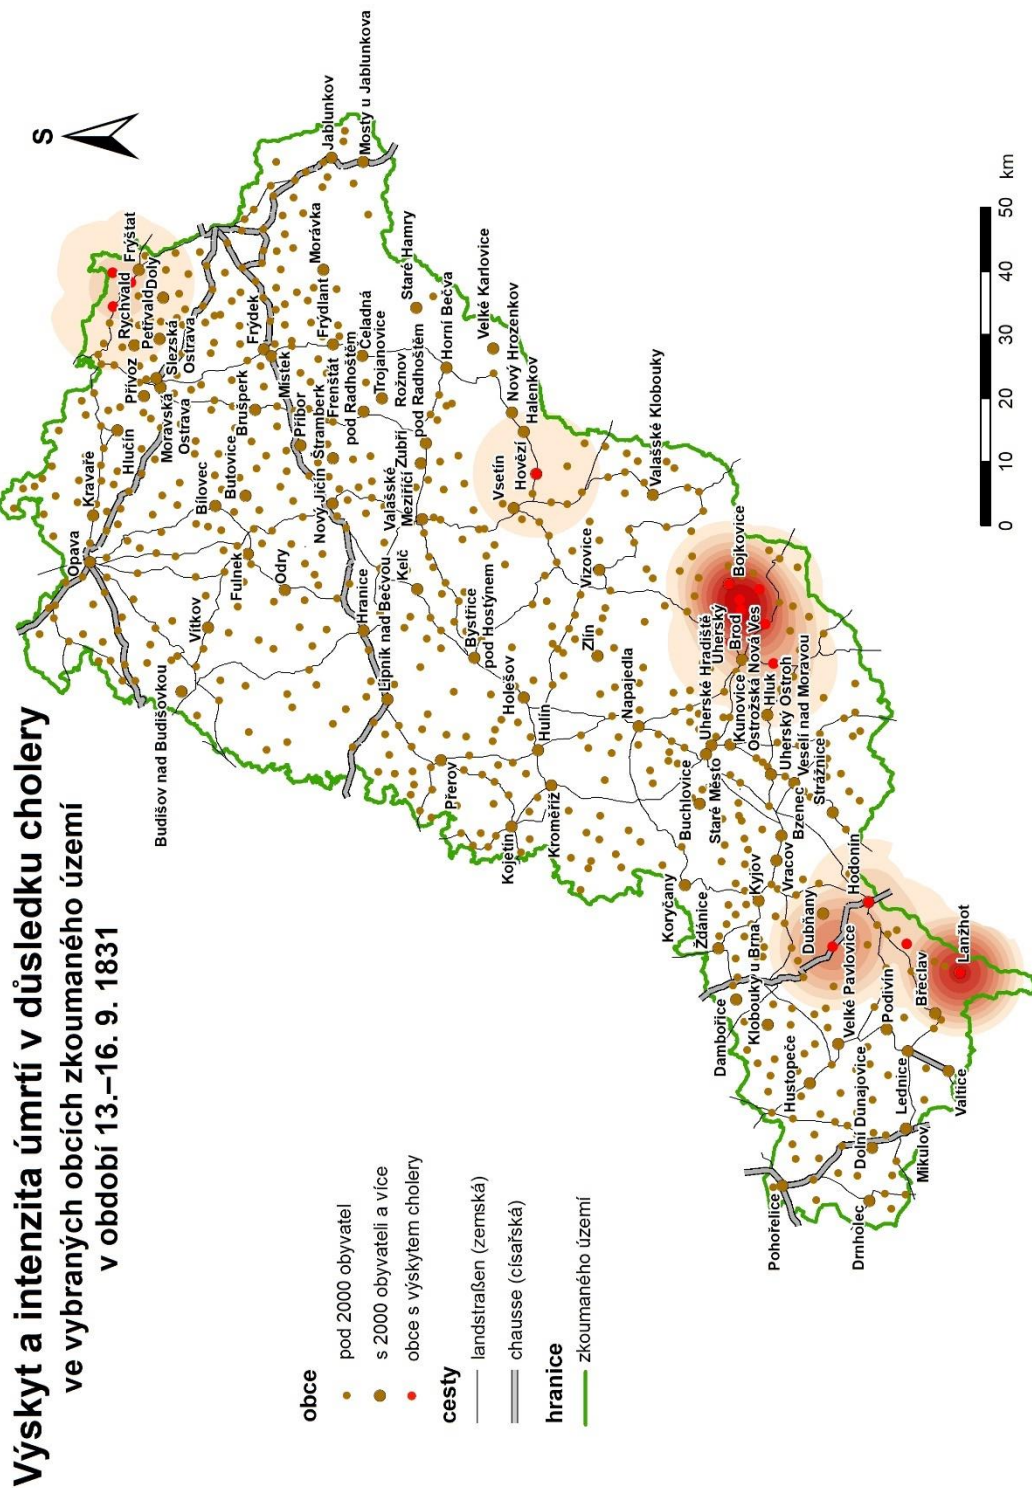 Výskyt a intenzita úmrtí v důsledku cholery
ve vybraných obcích zkoumaného území
v období 13.–16. 9. 1831
S
obce
pod 2000 obyvatel
s 2000 obyvateli a více
obce s výskytem cholery
cesty
landstraßen (zemská)
chausse (císařská)
hranice
zkoumaného území
0 10 20 30 40 50 km
Opava
Kravaře
Hlučín
Přívoz
Rychvald
Petřvald
Doly
Fryštat
Slezská
Ostrava
Moravská
Ostrava
Budišov nad Budišovkou
Vítkov
Bílovec
Butovice
Fulnek
Odry
Brušperk
Frýdek
Místek
Příbor
Štramberk
Nový Jičín
Frenštát
pod Radhoštěm
Frýdlant
Morávka
Jablunkov
Mosty u Jablunkova
Čeladná
Trojanovice
Staré Hamry
Rožnov
pod Radhoštěm
Zubří
Valašské
Meziříčí
Kelč
Hranice
Lipník nad Bečvou
Horní Bečva
Velké Karlovice
Nový Hrozenkov
Halenkov
Hovězí
Vsetín
Bystřice
pod Hostýnem
Přerov
Holešov
Hulín
Kojetín
Kroměříž
Zlín
Vizovice
Valašské Klobouky
Napajedla
Bojkovice
Uherský
Brod
Uherské Hradiště
Kunovice
Ostrožská Nová Ves
Hluk
Uherský Ostroh
Veselí nad Moravou
Strážnice
Staré Město
Buchlovice
Bzenec
Vracov
Kyjov
Koryčany
Ždánice
Dubňany
Hodonín
Dambořice
Klobouky u Brna
Hustopeče
Velké Pavlovice
Podivín
Břeclav
Lanžhot
Lednice
Valtice
Dolní Dunajovice
Mikulov
Pohořelice
Drnholec